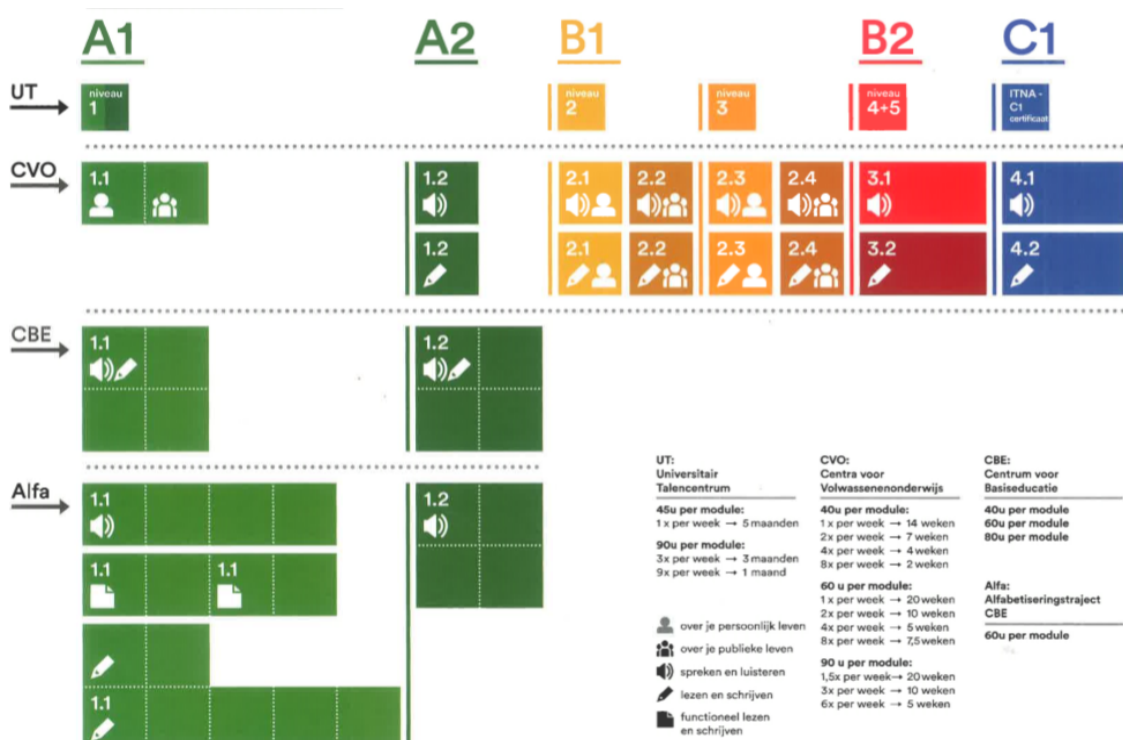 A1 A2 B1 B2 C1
UT
niveau
1
niveau
2
niveau
3
niveau
4+5
ITNA -
C1
certificaat
CVO
1.1
1.2
2.1 2.2 2.3 2.4
3.1
4.1
1.2
2.1 2.2 2.3 2.4
3.2
4.2
CBE
1.1
1.2
Alfa
1.1
1.2
1.1 1.1
1.1
UT:
Universitair
Talencentrum
45u per module:
1 x per week → 5 maanden
90u per module:
3x per week → 3 maanden
9x per week → 1 maand
over je persoonlijk leven
over je publieke leven
spreken en luisteren
lezen en schrijven
functioneel lezen
en schrijven
CVO:
Centra voor
Volwassenenonderwijs
40u per module:
1 x per week → 14 weken
2x per week → 7 weken
4x per week → 4 weken
8x per week → 2 weken
60 u per module:
1 x per week → 20 weken
2x per week → 10 weken
4x per week → 5 weken
8x per week → 7,5 weken
90 u per module:
1,5x per week → 20 weken
3x per week → 10 weken
6x per week → 5 weken
CBE:
Centrum voor
Basiseducatie
40u per module
60u per module
80u per module
Alfa:
Alfabetiseringstraject
CBE
60u per module